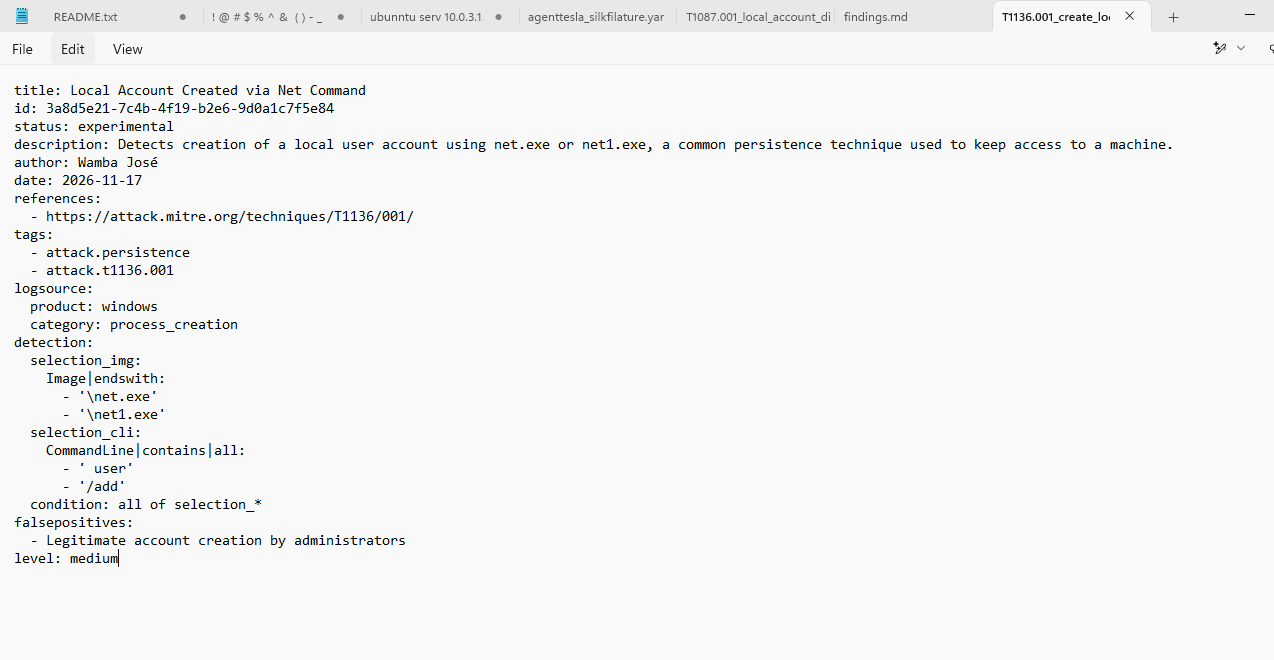 README.txt
! @ # $ % ^ & ( ) - _
ubunntu serv 10.0.3.1.
agenttesla_silkfilature.yar
T1087.001_local_account_di
findings.md
T1136.001_create_lo
File Edit View
title: Local Account Created via Net Command
id: 3a8d5e21-7c4b-4f19-b2e6-9d0a1c7f5e84
status: experimental
description: Detects creation of a local user account using net.exe or net1.exe, a common persistence technique used to keep access to a machine.
author: Wamba José
date: 2026-11-17
references:
  - https://attack.mitre.org/techniques/T1136/001/
tags:
  - attack.persistence
  - attack.t1136.001
logsource:
  product: windows
  category: process_creation
detection:
  selection_img:
    Image|endswith:
      - '\net.exe'
      - '\net1.exe'
  selection_cli:
    CommandLine|contains|all:
      - ' user'
      - '/add'
  condition: all of selection_*
falsepositives:
  - Legitimate account creation by administrators
level: medium